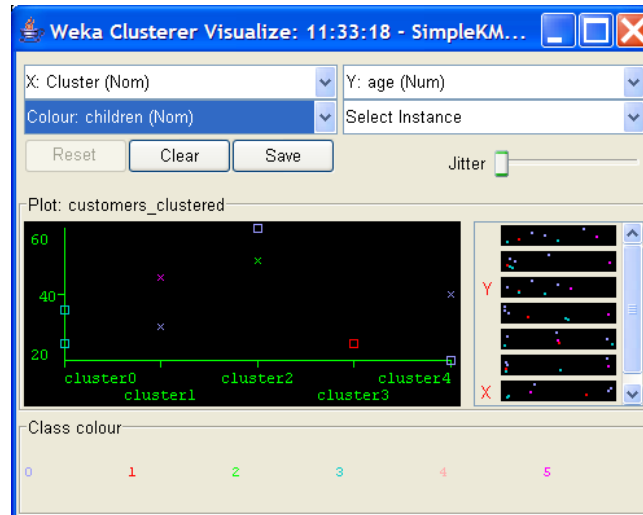 Weka Clusterer Visualize: 11:33:18 - SimpleKM...
X: Cluster (Nom) Y: age (Num)
Colour: children (Nom) Select Instance
Reset Clear Save Jitter
Plot: customers_clustered
60
40
20
Y
X
cluster0 cluster2 cluster4
cluster1 cluster3
Class colour
0 1 2 3 4 5